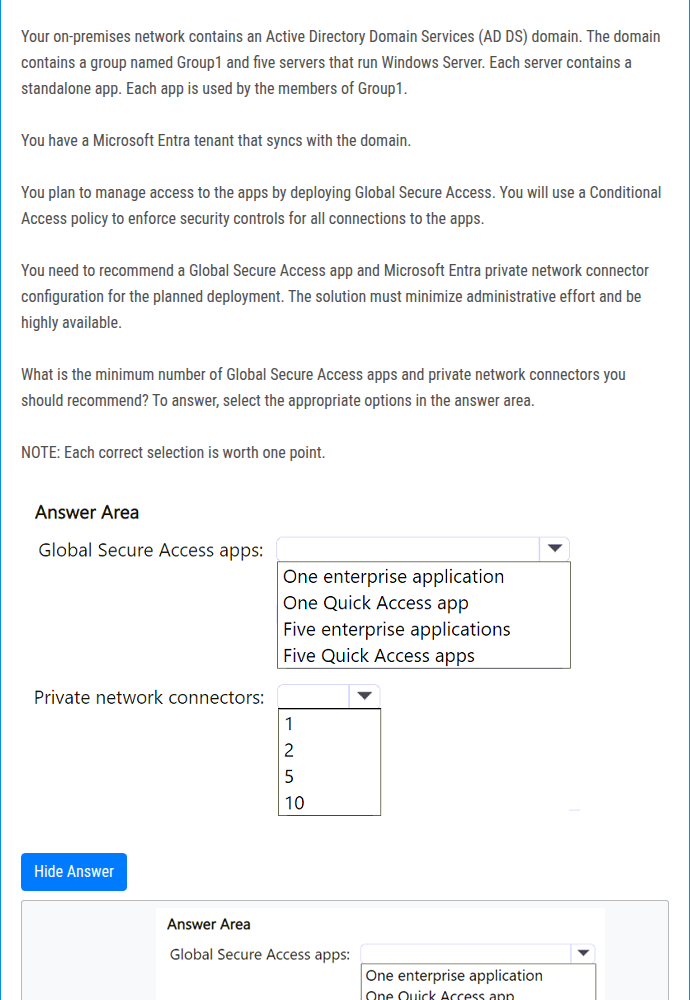 Your on-premises network contains an Active Directory Domain Services (AD DS) domain. The domain
contains a group named Group1 and five servers that run Windows Server. Each server contains a
standalone app. Each app is used by the members of Group1.
You have a Microsoft Entra tenant that syncs with the domain.
You plan to manage access to the apps by deploying Global Secure Access. You will use a Conditional
Access policy to enforce security controls for all connections to the apps.
You need to recommend a Global Secure Access app and Microsoft Entra private network connector
configuration for the planned deployment. The solution must minimize administrative effort and be
highly available.
What is the minimum number of Global Secure Access apps and private network connectors you
should recommend? To answer, select the appropriate options in the answer area.
NOTE: Each correct selection is worth one point.
Answer Area
Global Secure Access apps:
One enterprise application
One Quick Access app
Five enterprise applications
Five Quick Access apps
Private network connectors:
1
2
5
10
Hide Answer
Answer Area
Global Secure Access apps:
One enterprise application
One Quick Access app